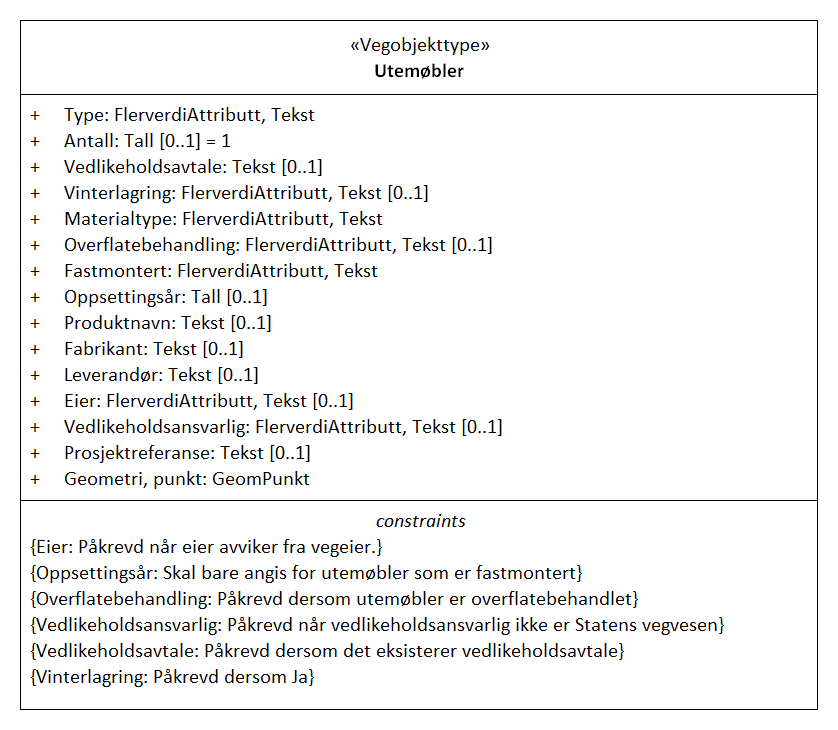 «Vegobjekttype»
Utemøbler
+ Type: FlerverdiAttributt, Tekst
+ Antall: Tall [0..1] = 1
+ Vedlikeholdsavtale: Tekst [0..1]
+ Vinterlagring: FlerverdiAttributt, Tekst [0..1]
+ Materialtype: FlerverdiAttributt, Tekst
+ Overflatebehandling: FlerverdiAttributt, Tekst [0..1]
+ Fastmontert: FlerverdiAttributt, Tekst
+ Oppsettingsår: Tall [0..1]
+ Produktnavn: Tekst [0..1]
+ Fabrikant: Tekst [0..1]
+ Leverandør: Tekst [0..1]
+ Eier: FlerverdiAttributt, Tekst [0..1]
+ Vedlikeholdsansvarlig: FlerverdiAttributt, Tekst [0..1]
+ Prosjektreferanse: Tekst [0..1]
+ Geometri, punkt: GeomPunkt
constraints
{Eier: Påkrevd når eier avviker fra vegeier.}
{Oppsettingsår: Skal bare angis for utemøbler som er fastmontert}
{Overflatebehandling: Påkrevd dersom utemøbler er overflatebehandlet}
{Vedlikeholdsansvarlig: Påkrevd når vedlikeholdsansvarlig ikke er Statens vegvesen}
{Vedlikeholdsavtale: Påkrevd dersom det eksisterer vedlikeholdsavtale}
{Vinterlagring: Påkrevd dersom Ja}